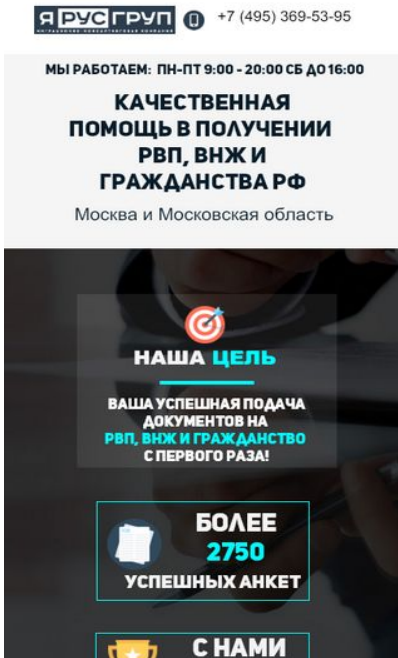 ЯРУСГРУП
+7 (495) 369-53-95
МЫ РАБОТАЕМ: ПН-ПТ 9:00 - 20:00 СБ ДО 16:00
КАЧЕСТВЕННАЯ
ПОМОЩЬ В ПОЛУЧЕНИИ
РВП, ВНЖ И
ГРАЖДАНСТВА РФ
Москва и Московская область
НАША ЦЕЛЬ
ВАША УСПЕШНАЯ ПОДАЧА
ДОКУМЕНТОВ НА
РВП, ВНЖ И ГРАЖДАНСТВО
С ПЕРВОГО РАЗА!
БОЛЕЕ
2750
УСПЕШНЫХ АНКЕТ
С НАМИ